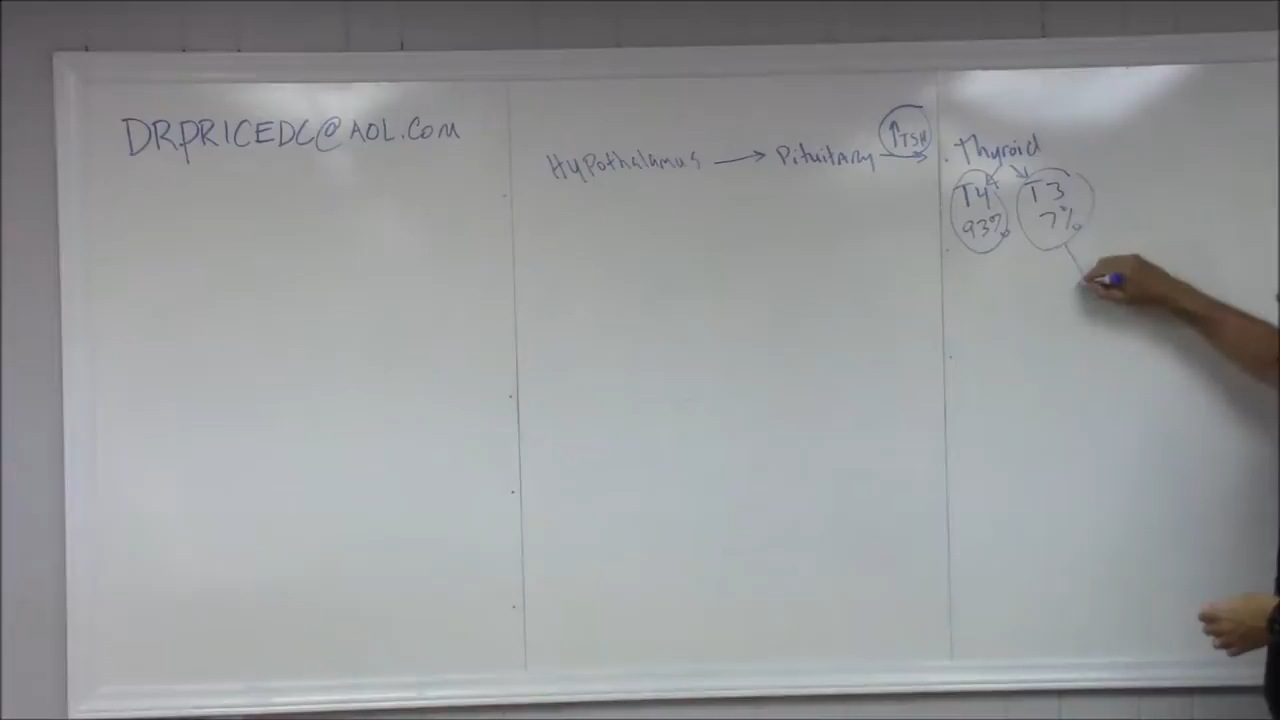 DRPRICEDC@AOL.COM
HyPothalamus → Pituitary → ↑TSH Thyroid
T4 T3
93% 7%